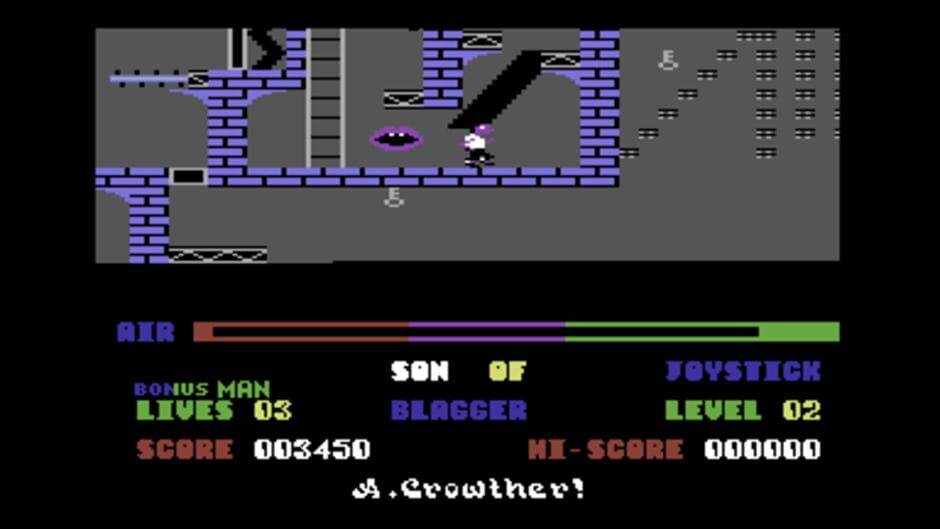 AIR
SON OF JOYSTICK
BONUS MAN
LIVES 03 BLAGGER LEVEL 02
SCORE 003450 HI-SCORE 000000
A.Crowther!